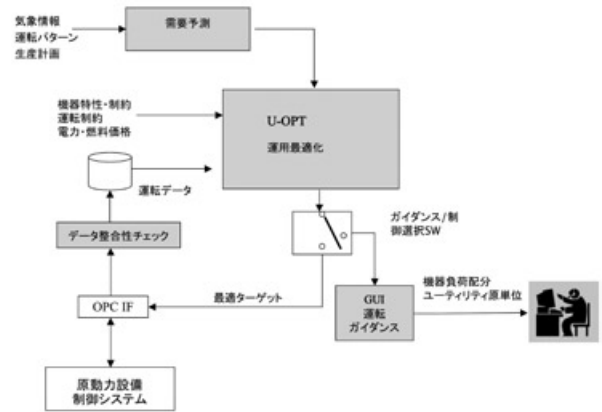 気象情報
運転パターン
生産計画
需要予測
機器特性・制約
運転制約
電力・燃料価格
U-OPT
運用最適化
運転データ
ガイダンス/制
御選択SW
データ整合性チェック
最適ターゲット
機器負荷配分
ユーティリティ原単位
OPC IF
GUI
運転
ガイダンス
原動力設備
制御システム